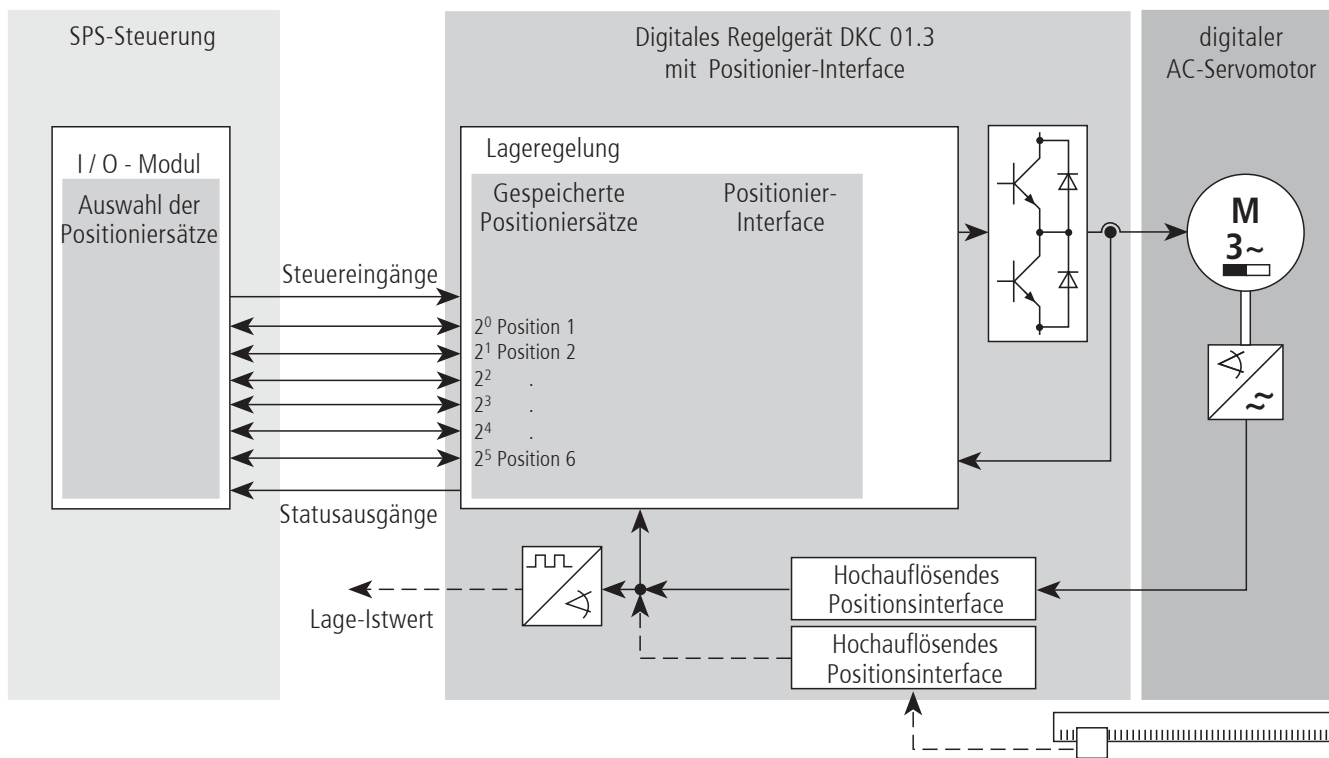 SPS-Steuerung
Digitales Regelgerät DKC 01.3
mit Positionier-Interface
digitaler
AC-Servomotor
I / O - Modul
Auswahl der
Positioniersätze
Lageregelung
Gespeicherte
Positioniersätze
Positionier-
Interface
M
3~
Steuereingänge
2⁰ Position 1
2¹ Position 2
2² .
2³ .
2⁴ .
2⁵ Position 6
Statusausgänge
Lage-Istwert
Hochauflösendes
Positionsinterface
Hochauflösendes
Positionsinterface